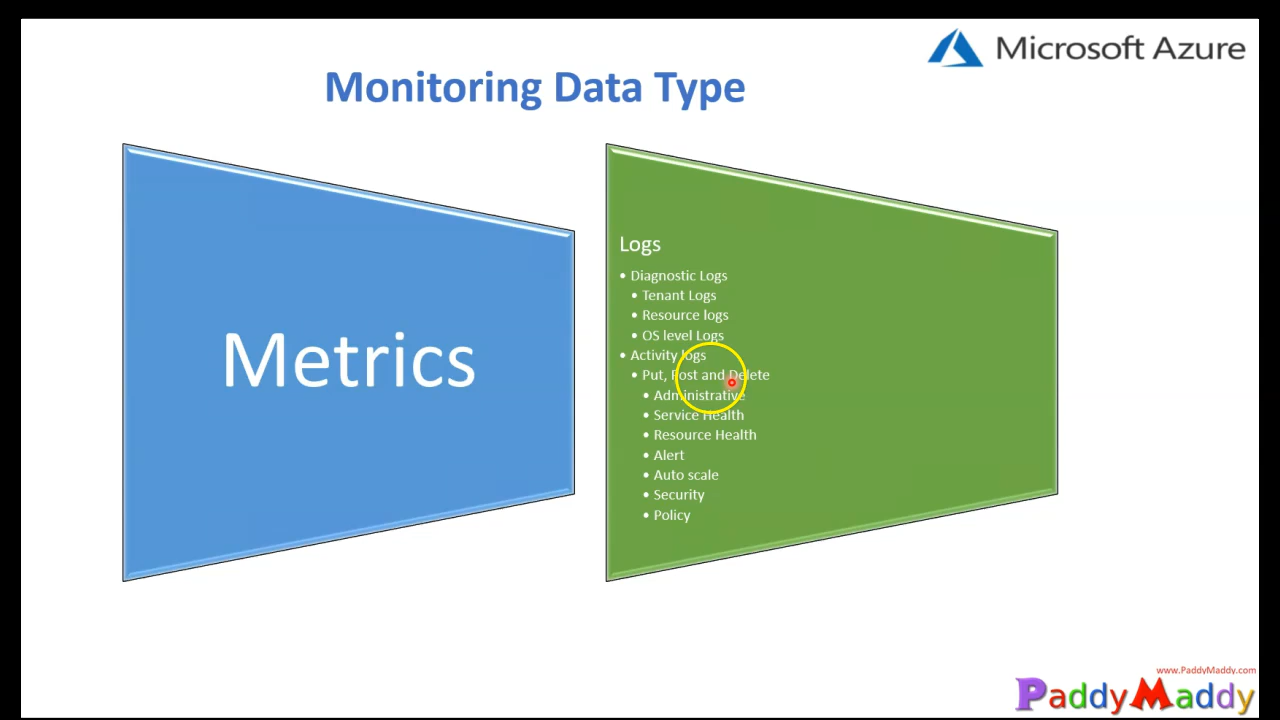 Microsoft Azure
Monitoring Data Type
Metrics
Logs
• Diagnostic Logs
• Tenant Logs
• Resource logs
• OS level Logs
• Activity logs
• Put, Post and Delete
• Administrative
• Service Health
• Resource Health
• Alert
• Auto scale
• Security
• Policy
www.PaddyMaddy.com
PaddyMaddy